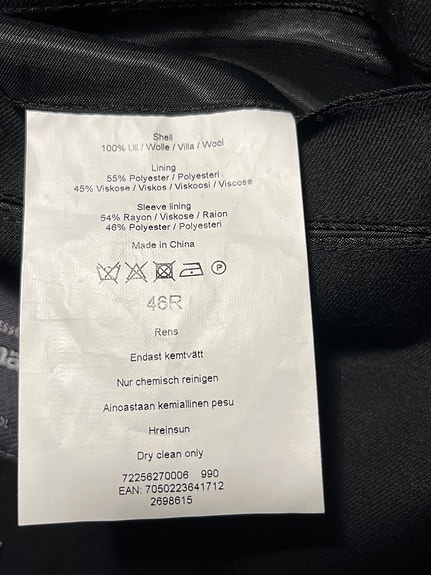 Shell
100% Ull / Wolle / Villa / Wool
Lining
55% Polyester / Polyesteri
45% Viskose / Viskos / Viskoosi / Viscose
Sleeve lining
54% Rayon / Viskose / Raion
46% Polyester / Polyesteri
Made in China
P
46R
Rens
Endast kemtvätt
Nur chemisch reinigen
Ainoastaan kemiallinen pesu
Hreinsun
Dry clean only
72256270006 990
EAN: 7050223641712
2698615